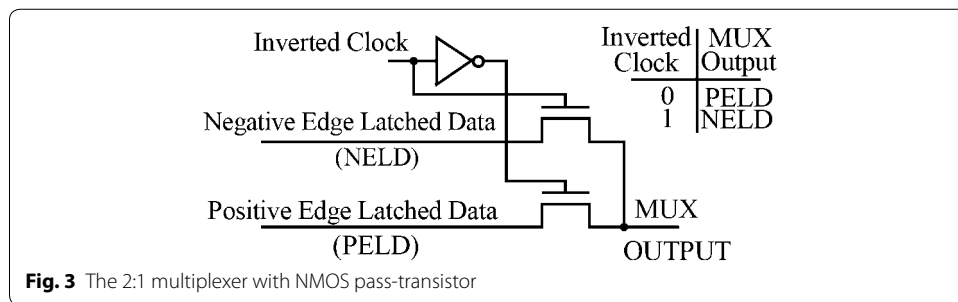 Inverted Clock
Negative Edge Latched Data
(NELD)
Positive Edge Latched Data
(PELD)
MUX
OUTPUT
Inverted MUX
Clock Output
0 PELD
1 NELD
Fig. 3 The 2:1 multiplexer with NMOS pass-transistor